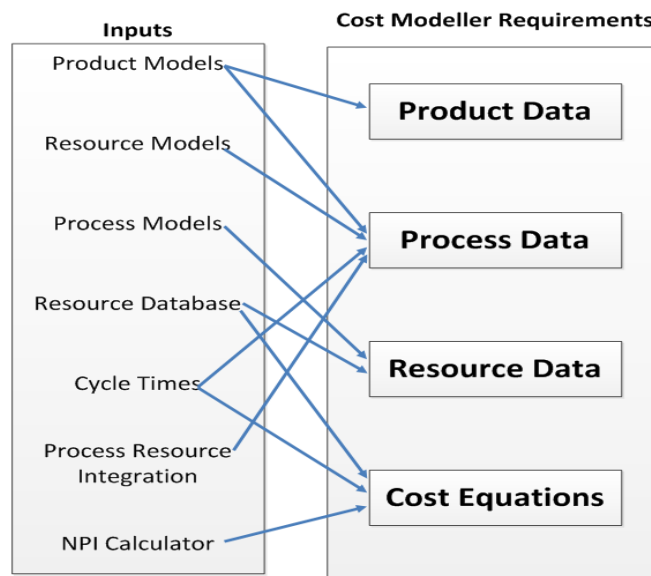 Inputs
Product Models
Resource Models
Process Models
Resource Database
Cycle Times
Process Resource
Integration
NPI Calculator
Cost Modeller Requirements
Product Data
Process Data
Resource Data
Cost Equations